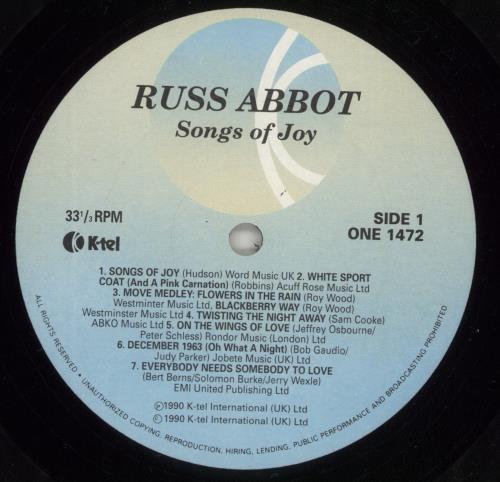 RUSS ABBOT
Songs of Joy
33 1/3 RPM
SIDE 1
K-tel
ONE 1472
1. SONGS OF JOY (Hudson) Word Music UK 2. WHITE SPORT
COAT (And A Pink Carnation) (Robbins) Acuff Rose Music Ltd
3. MOVE MEDLEY: FLOWERS IN THE RAIN (Roy Wood)
Westminter Music Ltd, BLACKBERRY WAY (Roy Wood)
Westminster Music Ltd 4. TWISTING THE NIGHT AWAY (Sam Cooke)
ABKO Music Ltd 5. ON THE WINGS OF LOVE (Jeffrey Osbourne/
Peter Schless) Rondor Music (London) Ltd
6. DECEMBER 1963 (Oh What A Night) (Bob Gaudio/
Judy Parker) Jobete Music (UK) Ltd
7. EVERYBODY NEEDS SOMEBODY TO LOVE
(Bert Berns/Solomon Burke/Jerry Wexle)
EMI United Publishing Ltd
℗1990 K-tel International (UK) Ltd
©1990 K-tel International (UK) Ltd
ALL RIGHTS RESERVED • UNAUTHORIZED COPYING, REPRODUCTION, HIRING, LENDING, PUBLIC PERFORMANCE AND BROADCASTING PROHIBITED